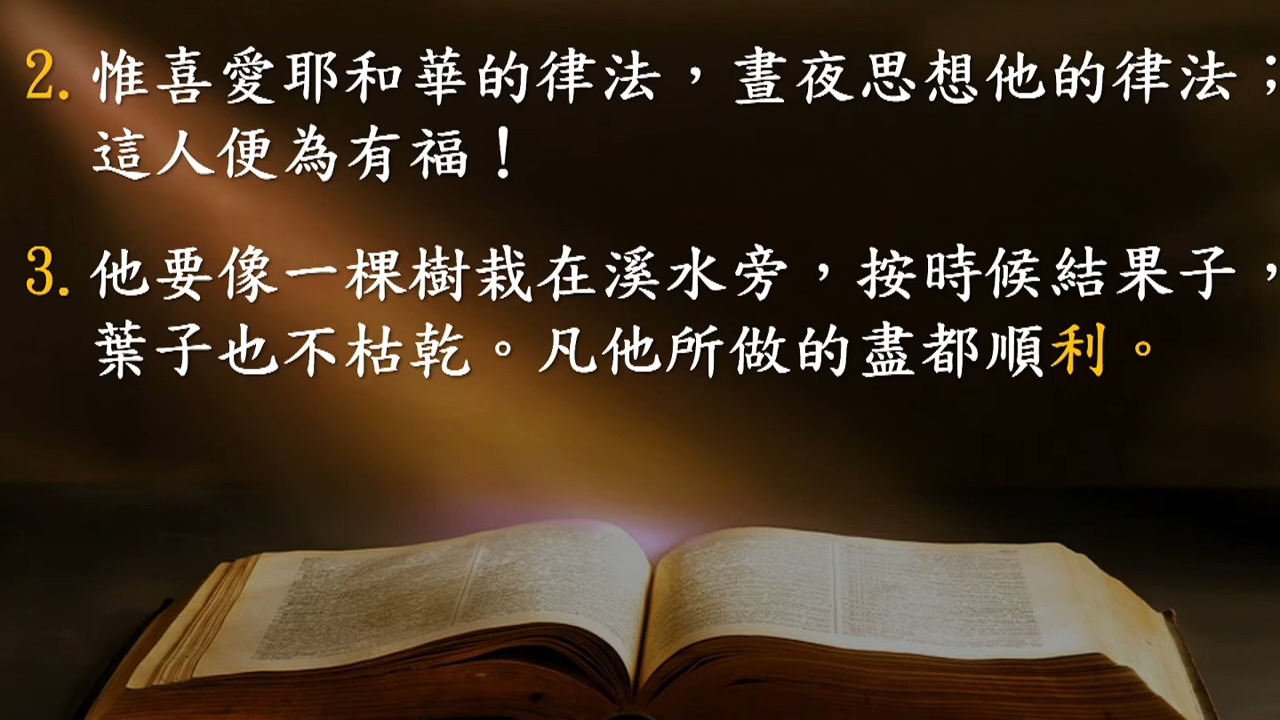 2. 惟喜愛耶和華的律法，晝夜思想他的律法；
這人便為有福！
3. 他要像一棵樹栽在溪水旁，按時候結果子，
葉子也不枯乾。凡他所做的盡都順利。